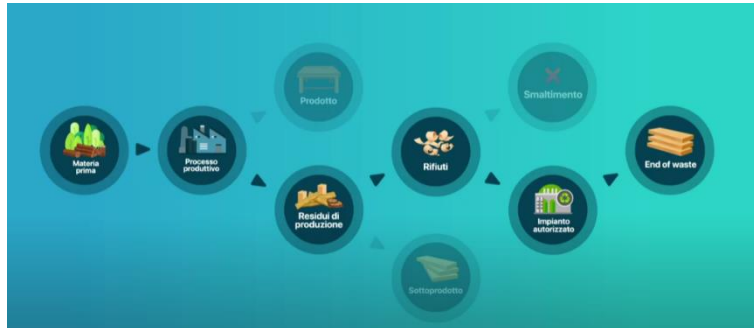 Materia
prima
Processo
produttivo
Prodotto
Residui di
produzione
Rifiuti
Sottoprodotto
Smaltimento
Impianto
autorizzato
End of waste